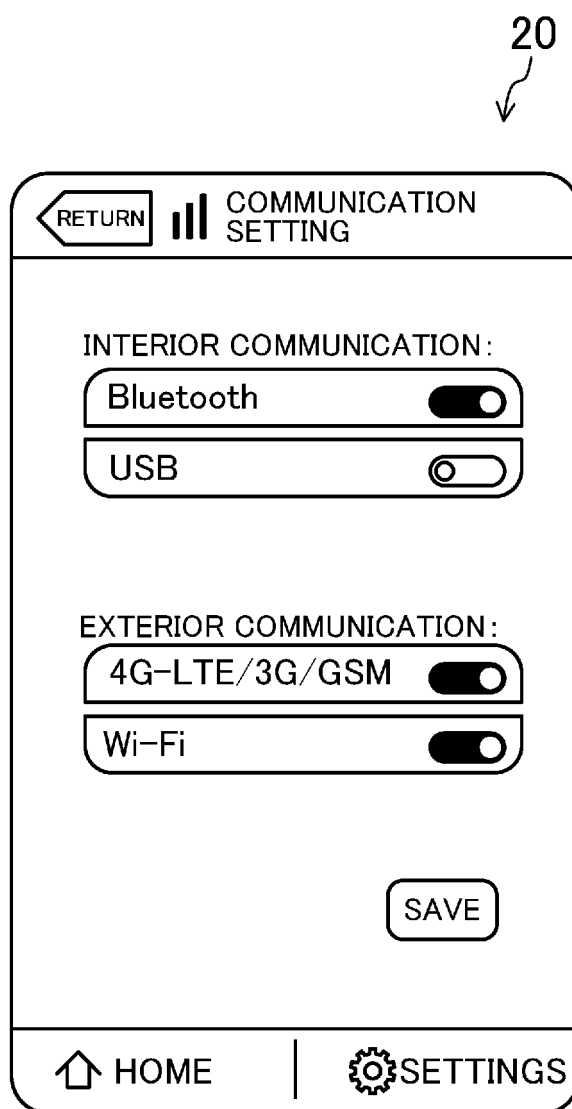 20
RETURN
COMMUNICATION
SETTING
INTERIOR COMMUNICATION:
Bluetooth
USB
EXTERIOR COMMUNICATION:
4G-LTE/3G/GSM
Wi-Fi
SAVE
HOME
SETTINGS